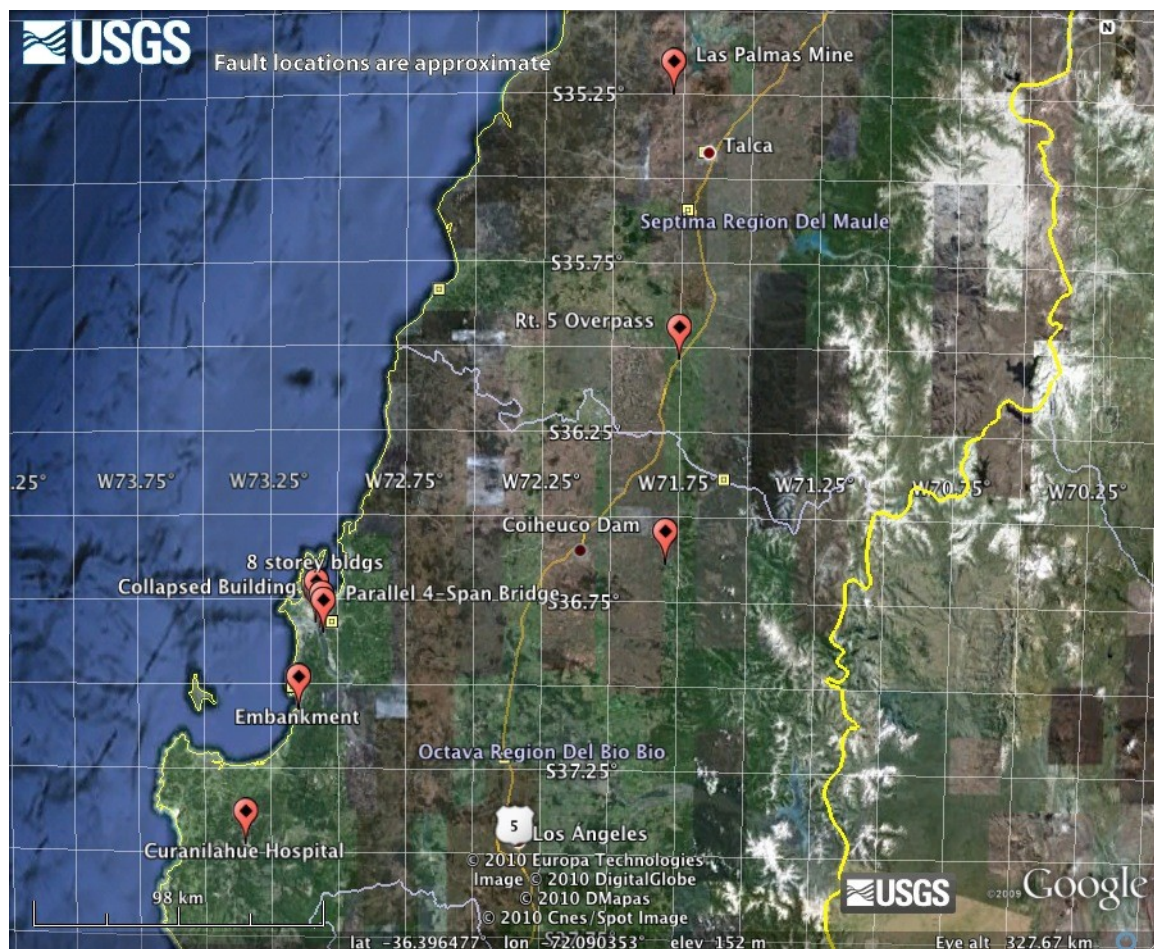 USGS
Fault locations are approximate
N
Las Palmas Mine
S35.25°
Talca
Septima Region Del Maule
S35.75°
Rt. 5 Overpass
S36.25°
.25°
W73.75°
W73.25°
W72.75°
W72.25°
W71.75°
W71.25°
W70.75°
W70.25°
Coiheuco Dam
8 storey bldgs
Collapsed Building
Parallel 4-Span Bridge
S36.75°
Embankment
Octava Region Del Bio Bio
S37.25°
5
Los Ángeles
Curanilahue Hospital
© 2010 Europa Technologies
Image © 2010 DigitalGlobe
© 2010 DMapas
© 2010 Cnes/Spot Image
USGS
©2009 Google
98 km
S37.75°
lat -36.396477° lon -72.090353° elev 152 m
Eye alt 327.67 km